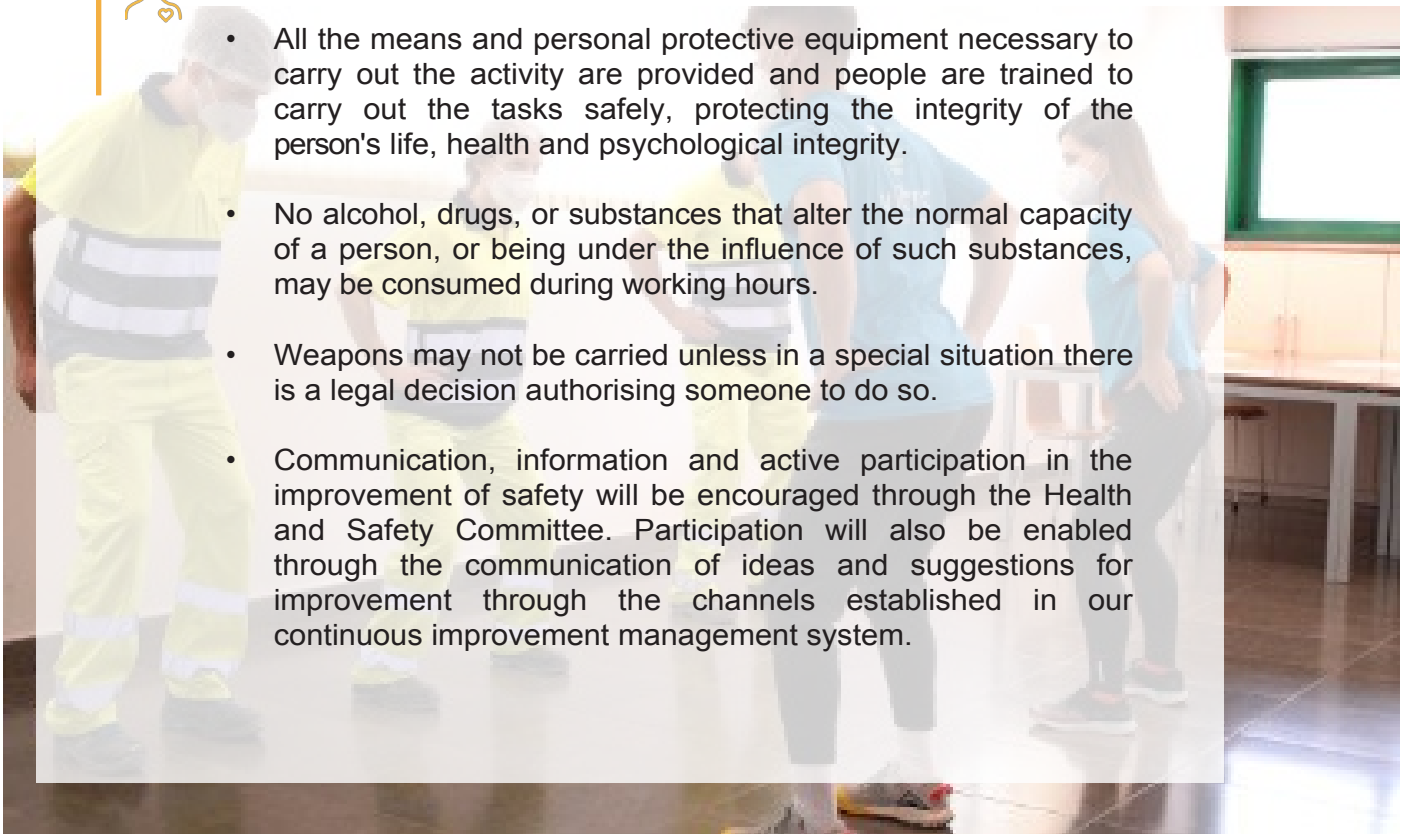 • All the means and personal protective equipment necessary to
carry out the activity are provided and people are trained to
carry out the tasks safely, protecting the integrity of the
person's life, health and psychological integrity.
• No alcohol, drugs, or substances that alter the normal capacity
of a person, or being under the influence of such substances,
may be consumed during working hours.
• Weapons may not be carried unless in a special situation there
is a legal decision authorising someone to do so.
• Communication, information and active participation in the
improvement of safety will be encouraged through the Health
and Safety Committee. Participation will also be enabled
through the communication of ideas and suggestions for
improvement through the channels established in our
continuous improvement management system.